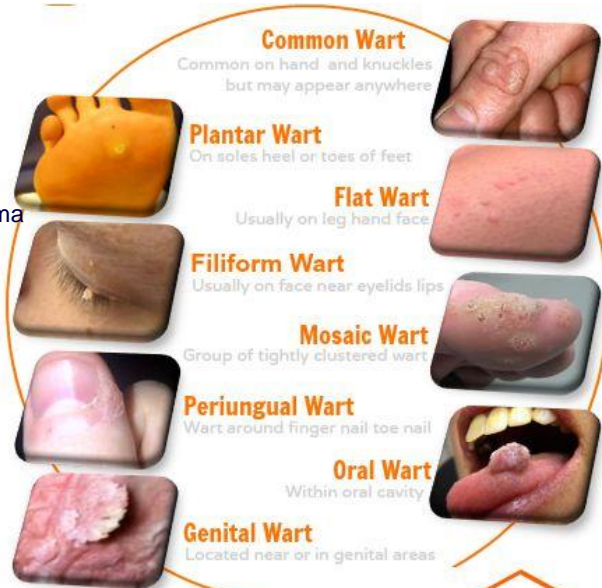 Common Wart
Common on hand and knuckles
but may appear anywhere
Plantar Wart
On soles heel or toes of feet
Flat Wart
Usually on leg hand face
ma
Filiform Wart
Usually on face near eyelids lips
Mosaic Wart
Group of tightly clustered wart
Periungual Wart
Wart around finger nail toe nail
Oral Wart
Within oral cavity
Genital Wart
Located near or in genital areas